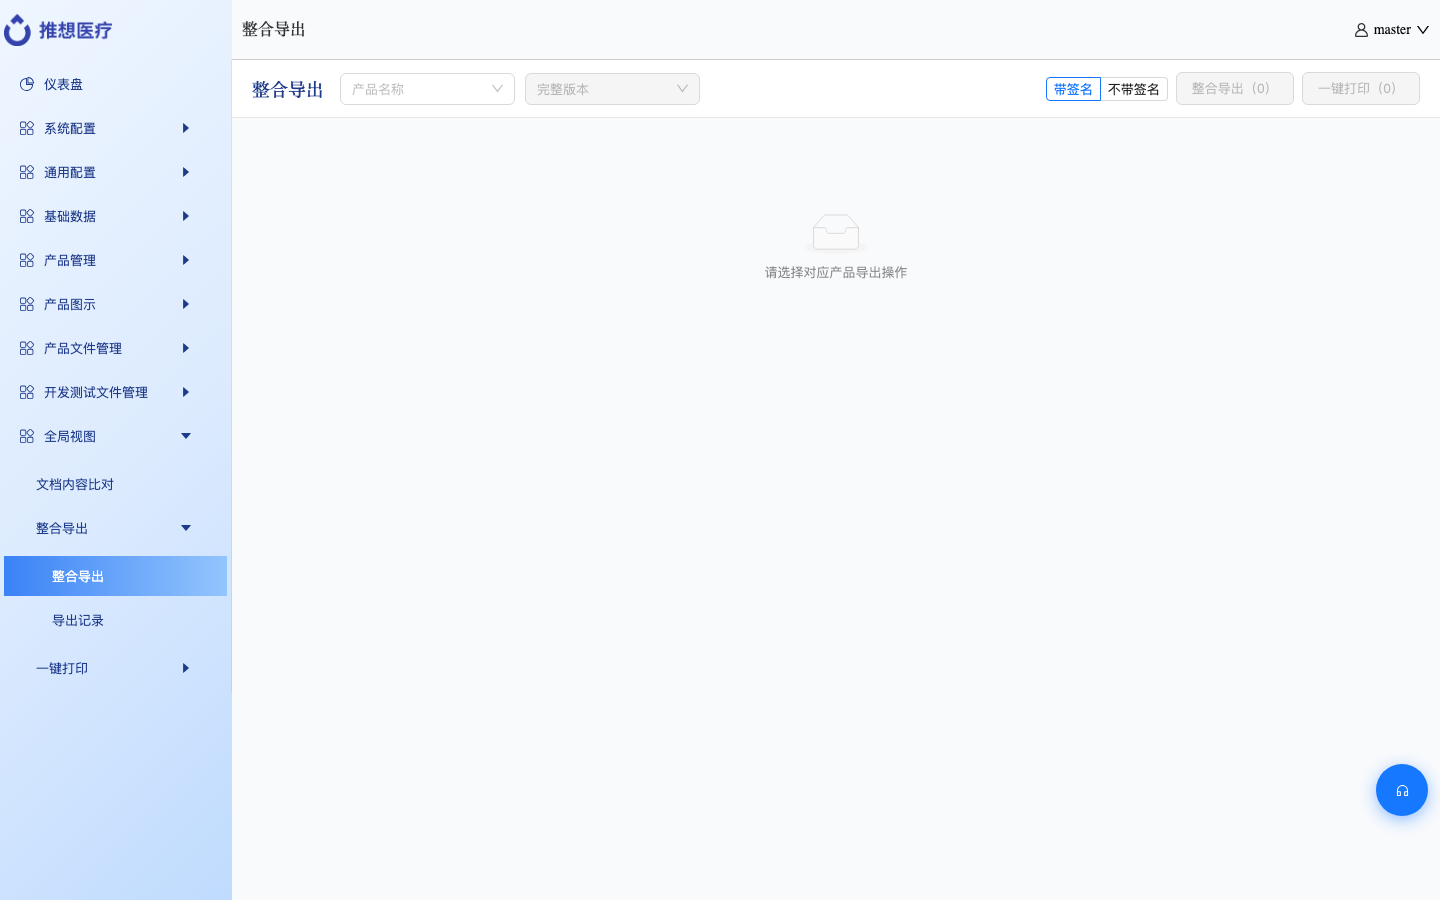 推想医疗
整合导出
master
仪表盘
系统配置
通用配置
基础数据
产品管理
产品图示
产品文件管理
开发测试文件管理
全局视图
文档内容比对
整合导出
整合导出
导出记录
一键打印
整合导出
产品名称
完整版本
带签名
不带签名
整合导出（0）
一键打印（0）
请选择对应产品导出操作